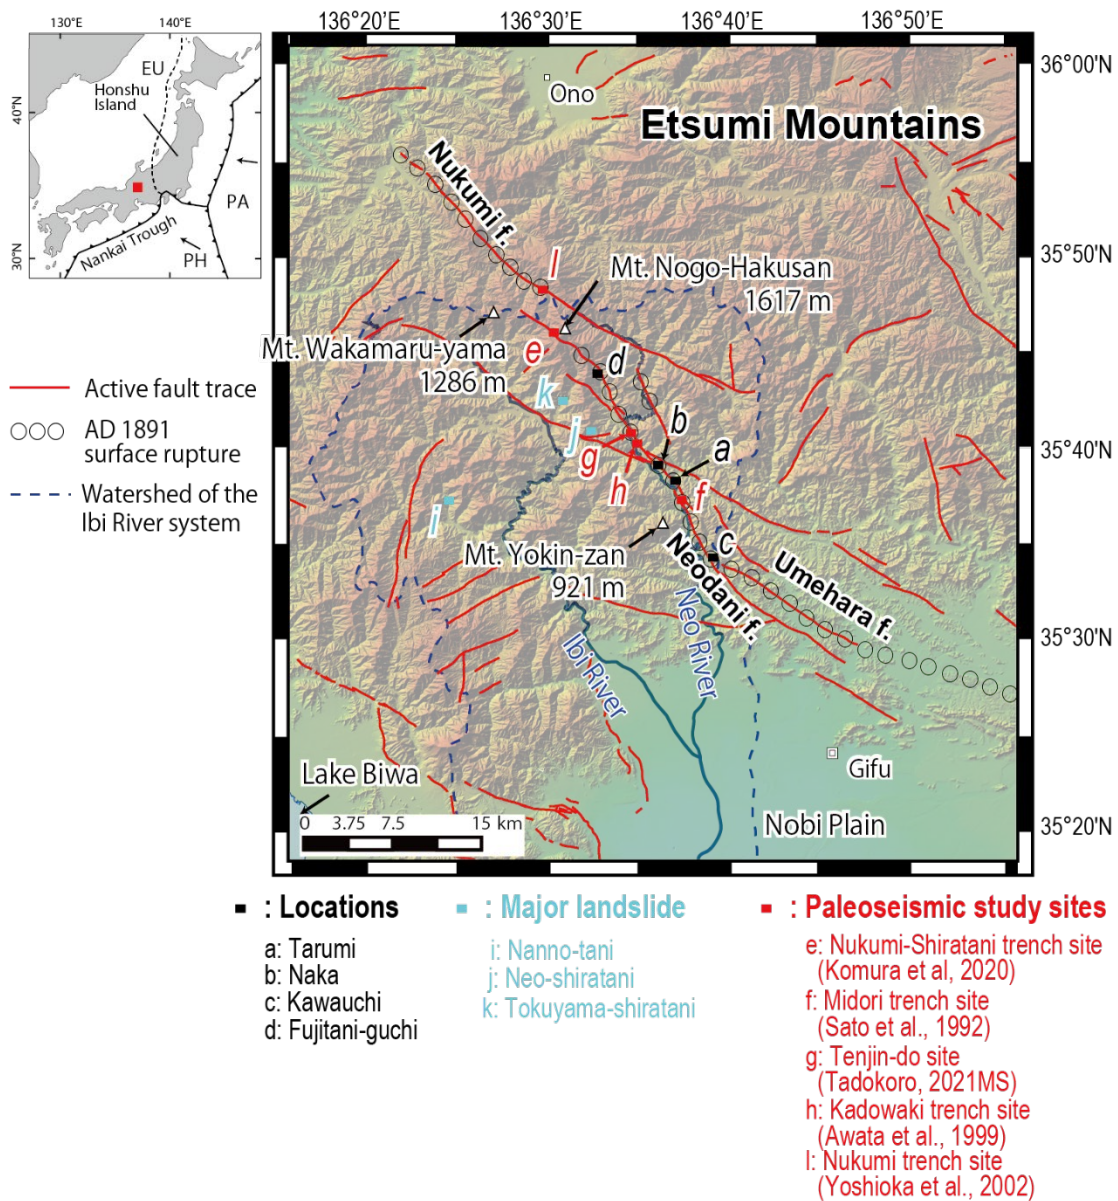 136°20'E
136°30'E
136°40'E
136°50'E
130°E
140°E
40°N
30°N
EU
Honshu
Island
PA
Nankai Trough
PH
36°00'N
35°50'N
35°40'N
35°30'N
35°20'N
Ono
Etsumi Mountains
Nukumi f.
l
Mt. Nogo-Hakusan
1617 m
Mt. Wakamaru-yama
1286 m
e
d
k
j
g
h
b
a
f
i
c
Mt. Yokin-zan
921 m
Neodani f.
Umehara f.
Neo River
Ibi River
Gifu
Lake Biwa
Nobi Plain
0 3.75 7.5 15 km
Active fault trace
AD 1891
surface rupture
Watershed of the
Ibi River system
: Locations
a: Tarumi
b: Naka
c: Kawauchi
d: Fujitani-guchi
: Major landslide
i: Nanno-tani
j: Neo-shiratani
k: Tokuyama-shiratani
: Paleoseismic study sites
e: Nukumi-Shiratani trench site
(Komura et al, 2020)
f: Midori trench site
(Sato et al., 1992)
g: Tenjin-do site
(Tadokoro, 2021MS)
h: Kadowaki trench site
(Awata et al., 1999)
l: Nukumi trench site
(Yoshioka et al., 2002)